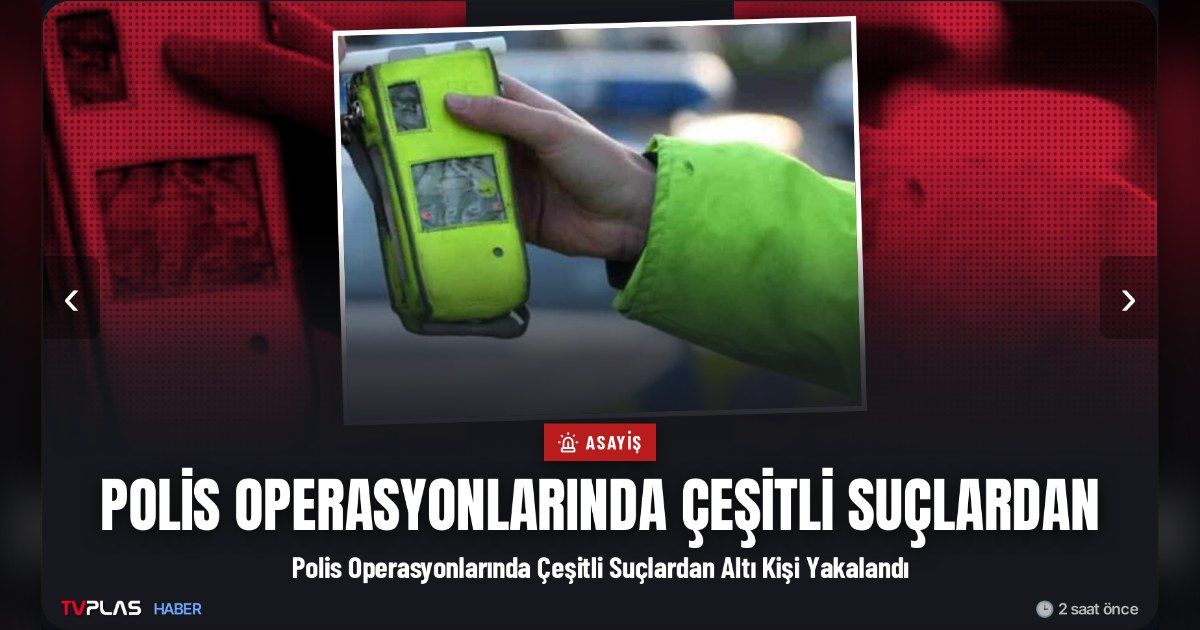 ASAYİŞ
POLİS OPERASYONLARINDA ÇEŞİTLİ SUÇLARDAN
Polis Operasyonlarında Çeşitli Suçlardan Altı Kişi Yakalandı
TVPLAS HABER
2 saat önce